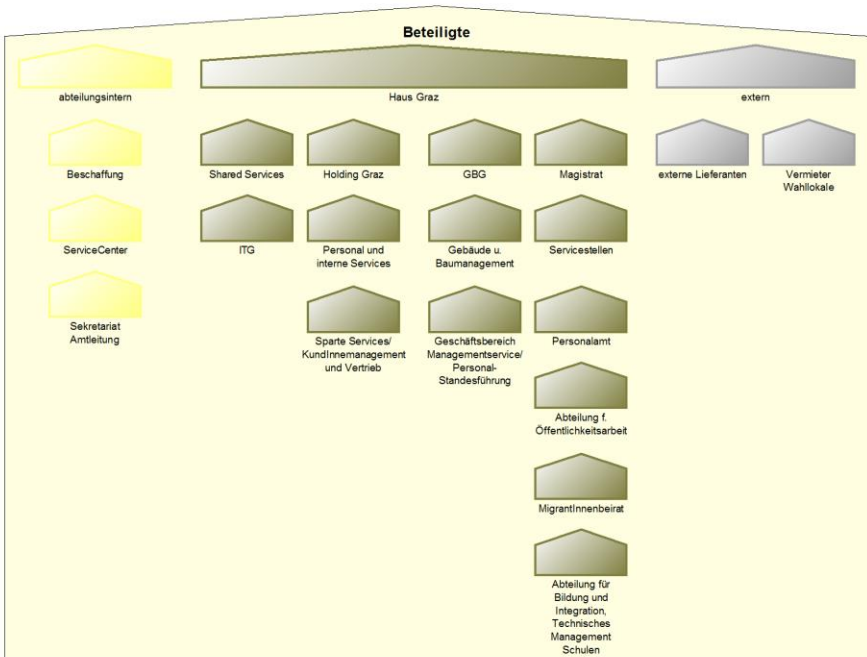 Beteiligte
abteilungsintern
Haus Graz
extern
Beschaffung
Shared Services
Holding Graz
GBG
Magistrat
externe Lieferanten
Vermieter
Wahllokale
ServiceCenter
ITG
Personal und
interne Services
Gebäude u.
Baumanagement
Servicestellen
Sekretariat
Amtleitung
Sparte Services/
KundInnemanagement
und Vertrieb
Geschäftsbereich
Managementservice/
Personal-
Standesführung
Personalamt
Abteilung f.
Öffentlichkeitsarbeit
MigrantInnenbeirat
Abteilung für
Bildung und
Integration,
Technisches
Management
Schulen